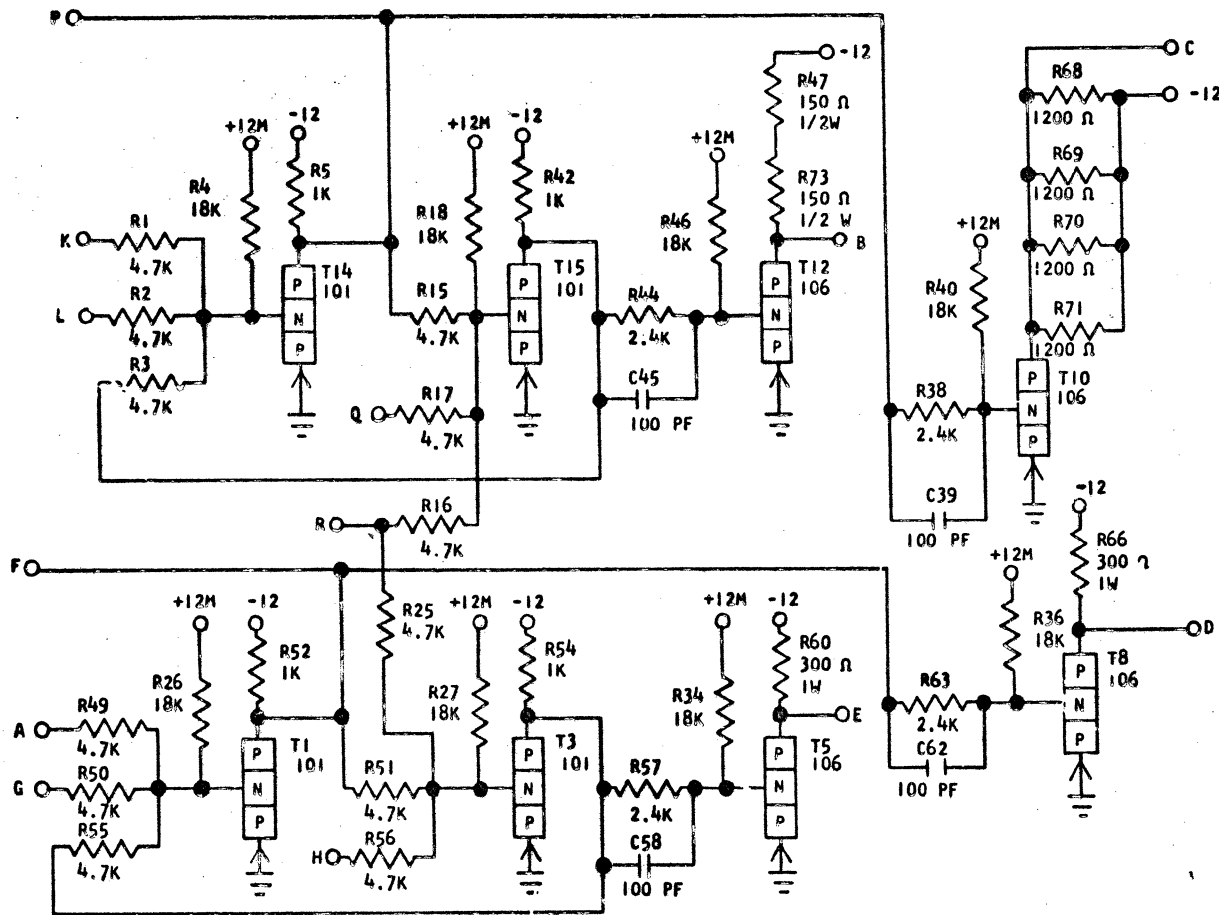 P
C
-12
-12
R47
150 Ω
1/2W
R68
1200 Ω
R69
1200 Ω
R70
1200 Ω
R71
1200 Ω
+12M
-12
R4
18K
R5
1K
+12M
-12
R18
18K
R42
1K
+12M
R46
18K
R73
150 Ω
1/2 W
B
K
R1
4.7K
L
R2
4.7K
R3
4.7K
P
N
P
T14
101
R15
4.7K
P
N
P
T15
101
R44
2.4K
C45
100 PF
P
N
P
T12
106
+12M
R40
18K
R38
2.4K
C39
100 PF
P
N
P
T10
106
Q
R17
4.7K
R
R16
4.7K
F
+12M
-12
R26
18K
R52
1K
R25
4.7K
+12M
-12
R27
18K
R54
1K
+12M
-12
R34
18K
R60
300 Ω
1W
E
+12M
R36
18K
-12
R66
300 Ω
1W
D
A
R49
4.7K
G
R50
4.7K
R55
4.7K
P
N
P
T1
101
R51
4.7K
H
R56
4.7K
P
N
P
T3
101
R57
2.4K
C58
100 PF
P
N
P
T5
106
R63
2.4K
C62
100 PF
P
N
P
T8
106